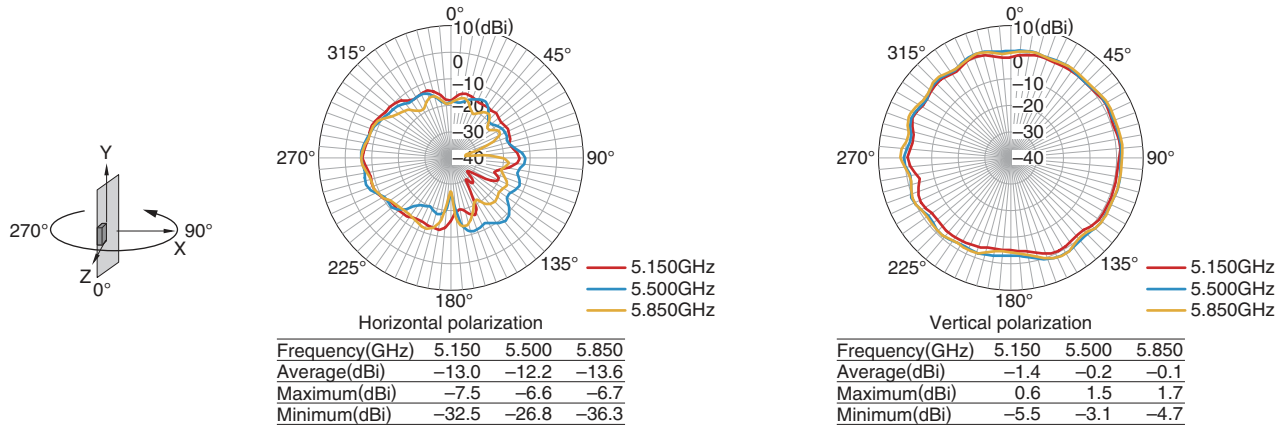 Y
270°
90°
X
Z
0°
0°
10(dBi)
315°
45°
0
−10
−20
−30
270°
−40
90°
225°
135°
180°
5.150GHz
5.500GHz
5.850GHz
Horizontal polarization
Frequency(GHz) 5.150 5.500 5.850
Average(dBi) −13.0 −12.2 −13.6
Maximum(dBi) −7.5 −6.6 −6.7
Minimum(dBi) −32.5 −26.8 −36.3
0°
10(dBi)
315°
45°
0
−10
−20
−30
270°
−40
90°
225°
135°
180°
5.150GHz
5.500GHz
5.850GHz
Vertical polarization
Frequency(GHz) 5.150 5.500 5.850
Average(dBi) −1.4 −0.2 −0.1
Maximum(dBi) 0.6 1.5 1.7
Minimum(dBi) −5.5 −3.1 −4.7